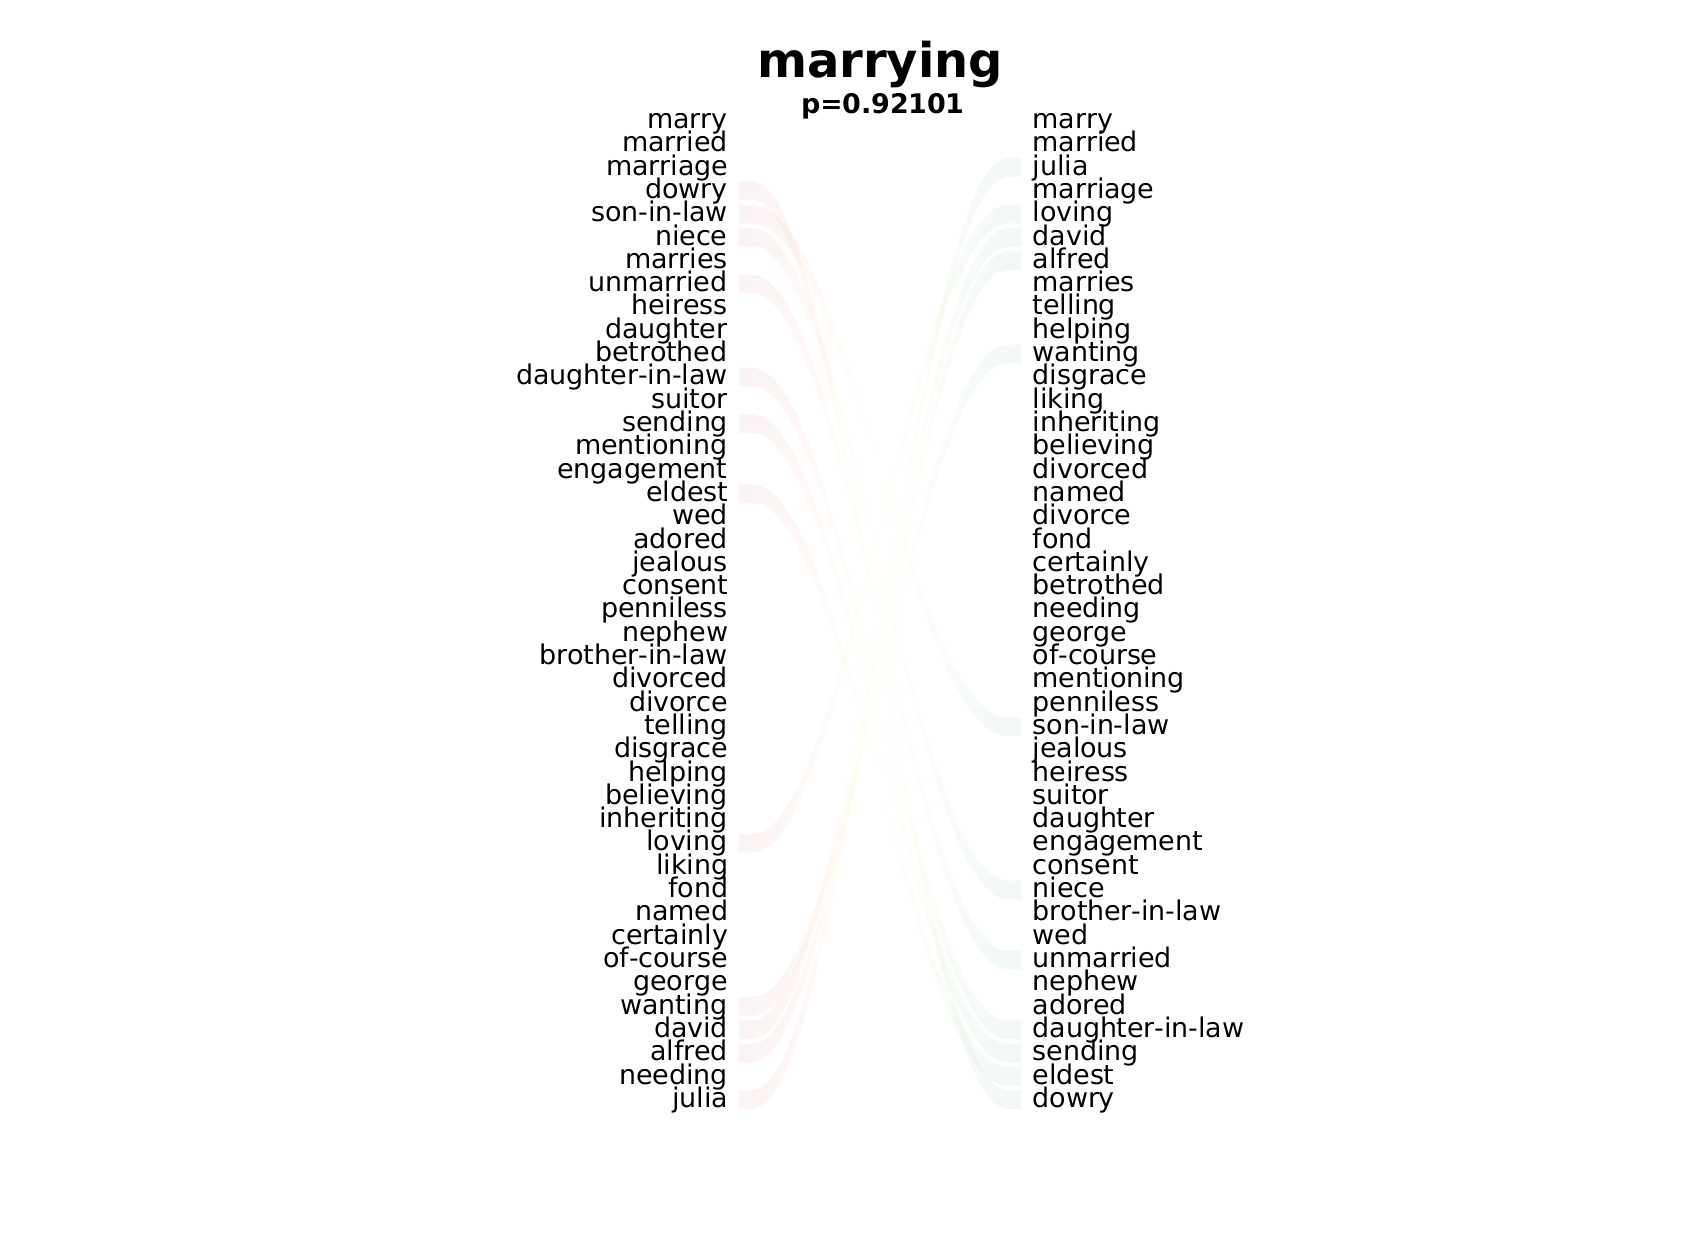 marrying
p=0.92101
marry
married
marriage
dowry
son-in-law
niece
marries
unmarried
heiress
daughter
betrothed
daughter-in-law
suitor
sending
mentioning
engagement
eldest
wed
adored
jealous
consent
penniless
nephew
brother-in-law
divorced
divorce
telling
disgrace
helping
believing
inheriting
loving
liking
fond
named
certainly
of-course
george
wanting
david
alfred
needing
julia
marry
married
julia
marriage
loving
david
alfred
marries
telling
helping
wanting
disgrace
liking
inheriting
believing
divorced
named
divorce
fond
certainly
betrothed
needing
george
of-course
mentioning
penniless
son-in-law
jealous
heiress
suitor
daughter
engagement
consent
niece
brother-in-law
wed
unmarried
nephew
adored
daughter-in-law
sending
eldest
dowry